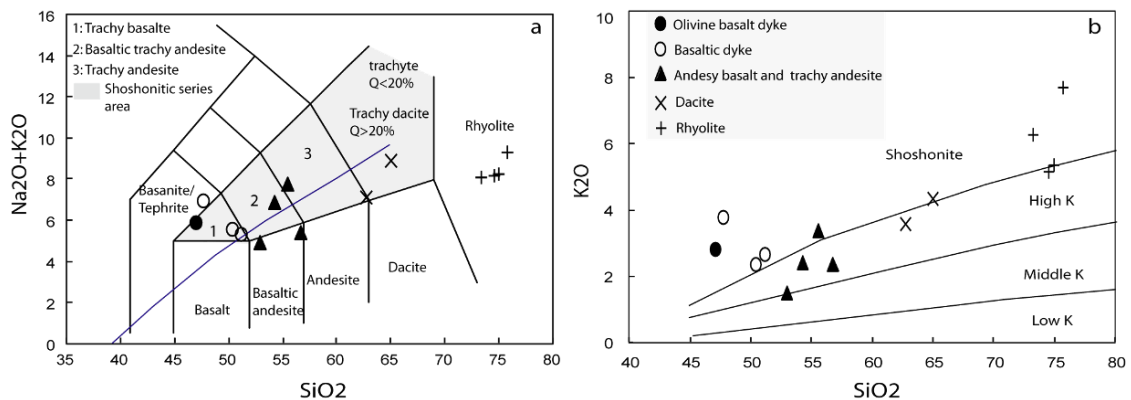 a
1: Trachy basalte
2: Basaltic trachy andesite
3: Trachy andesite
Shoshonitic series
area
trachyte
Q<20%
Trachy dacite
Q>20%
Rhyolite
3
Basanite/
Tephrite
2
1
Basalt
Basaltic
andesite
Andesite
Dacite
Na2O+K2O
16
14
12
10
8
6
4
2
0
35 40 45 50 55 60 65 70 75 80
SiO2
b
Olivine basalt dyke
Basaltic dyke
Andesy basalt and trachy andesite
Dacite
Rhyolite
Shoshonite
High K
Middle K
Low K
K2O
10
8
6
4
2
0
40 45 50 55 60 65 70 75 80
SiO2